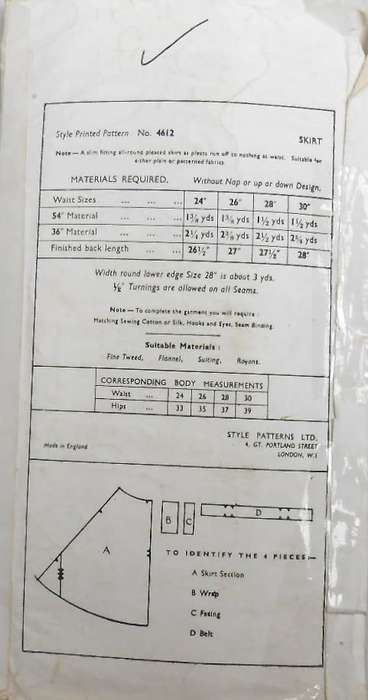 Style Printed Pattern No. 4612
SKIRT
Note — A slim fitting all-round pleated skirt as pleats run off to nothing at waist. Suitable for
either plain or patterned fabrics.
MATERIALS REQUIRED. Without Nap or up or down Design.
Waist Sizes ... ... ... 24" 26" 28" 30"
54" Material ... ... 1⅜ yds 1⅜ yds 1½ yds 1½ yds
36" Material ... ... 2¼ yds 2⅜ yds 2½ yds yds
Finished back length ... ... 26½" 27" 27½" 28"
Width round lower edge Size 28" is about 3 yds.
Turnings are allowed on all Seams.
Note — To complete the garment you will require :
Matching Sewing Cotton or Silk, Hooks and Eyes, Seam Binding.
Suitable Materials :
Fine Tweed, Flannel, Suiting, Rayons.
CORRESPONDING BODY MEASUREMENTS
Waist ... 24 26 28 30
Hips ... 33 35 37 39
STYLE PATTERNS LTD.
4, GT. PORTLAND STREET
LONDON, W.1
Made in England
A
B
C
D
TO IDENTIFY THE 4 PIECES:—
A Skirt Section
B Wrap
C Facing
D Belt